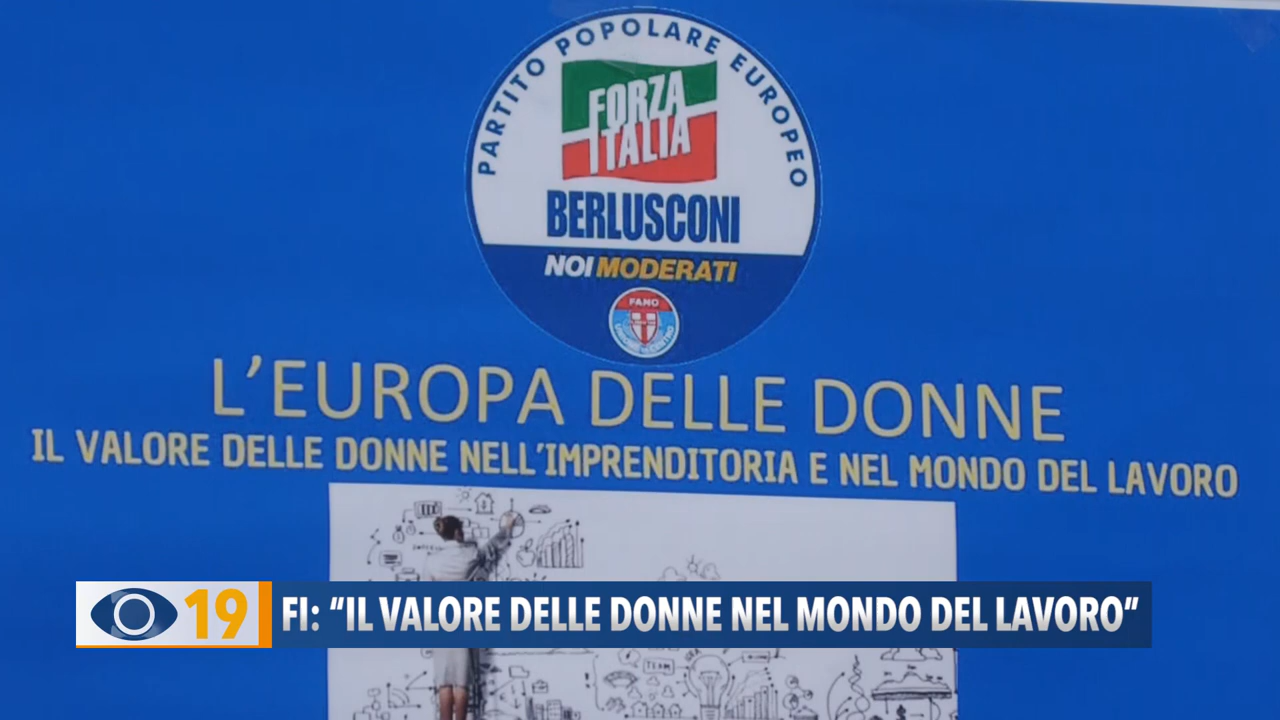 PARTITO POPOLARE EUROPEO
FORZA
ITALIA
BERLUSCONI
NOI MODERATI
FANO
L'EUROPA DELLE DONNE
IL VALORE DELLE DONNE NELL'IMPRENDITORIA E NEL MONDO DEL LAVORO
TEAM
19 FI: “IL VALORE DELLE DONNE NEL MONDO DEL LAVORO”